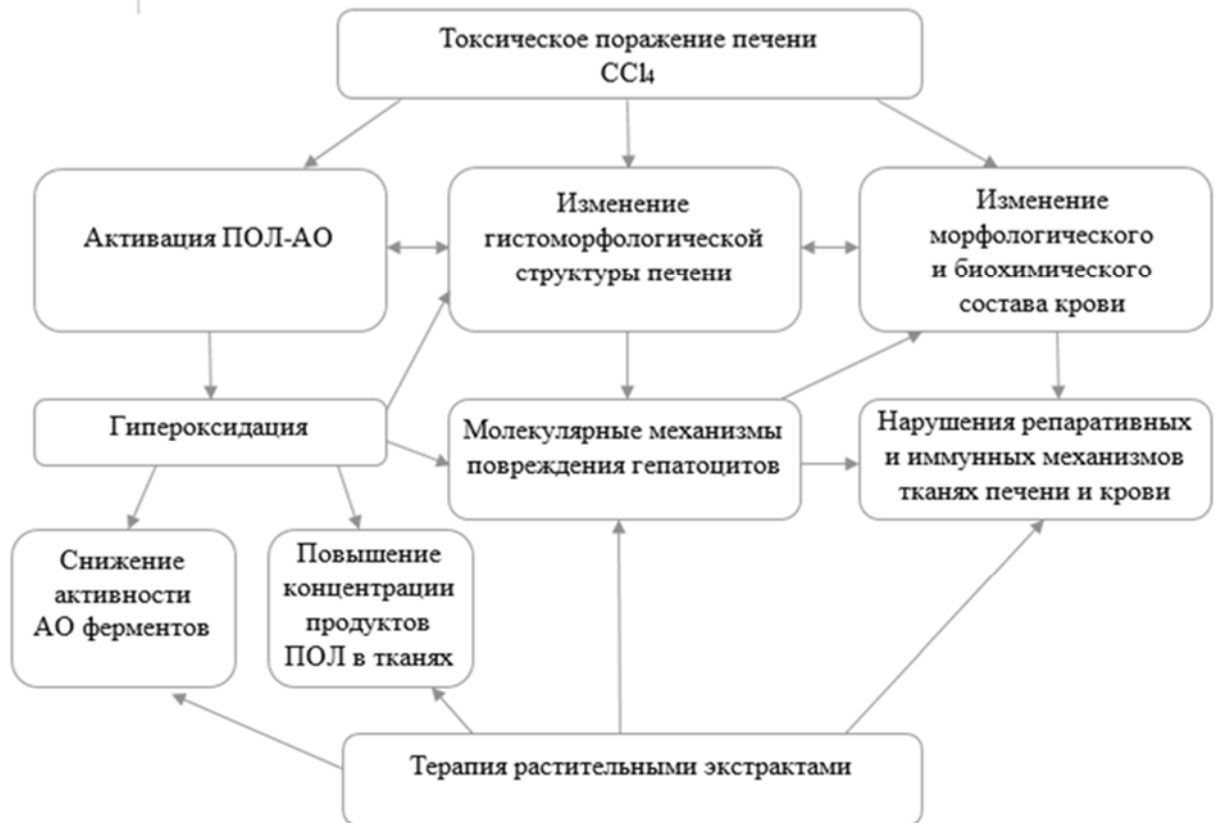 Токсическое поражение печени
CCl₄
Активация ПОЛ-АО
Изменение
гистоморфологической
структуры печени
Изменение
морфологического
и биохимического
состава крови
Гипероксидация
Молекулярные механизмы
повреждения гепатоцитов
Нарушения репаративных
и иммунных механизмов
тканях печени и крови
Снижение
активности
АО ферментов
Повышение
концентрации
продуктов
ПОЛ в тканях
Терапия растительными экстрактами